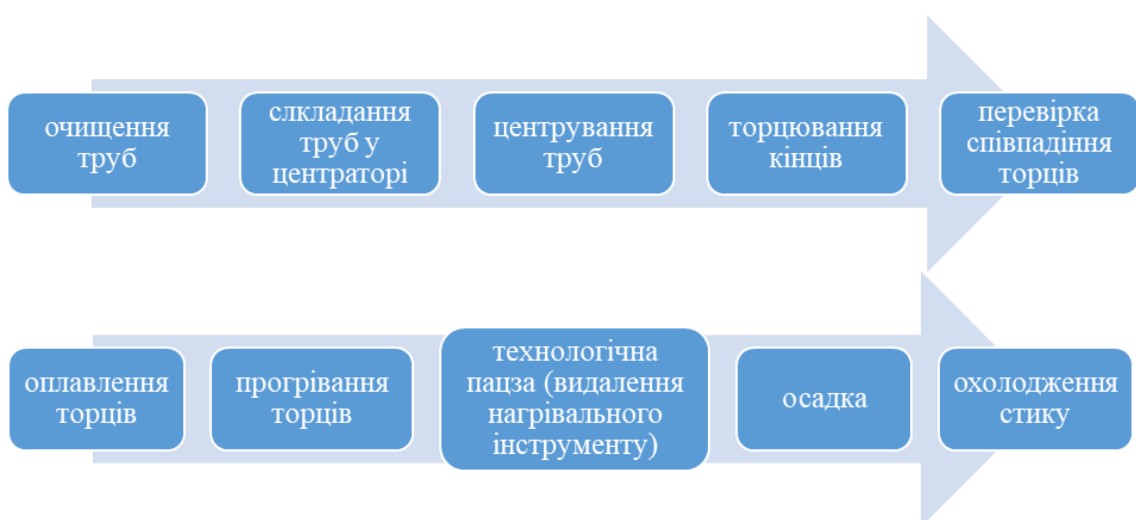 очищення
труб
слкладання
труб у
центраторі
центрування
труб
торцювання
кінців
перевірка
співпадіння
торців
оплавлення
торців
прогрівання
торців
технологічна
пацза (видалення
нагрівального
інструменту)
осадка
охолодження
стику